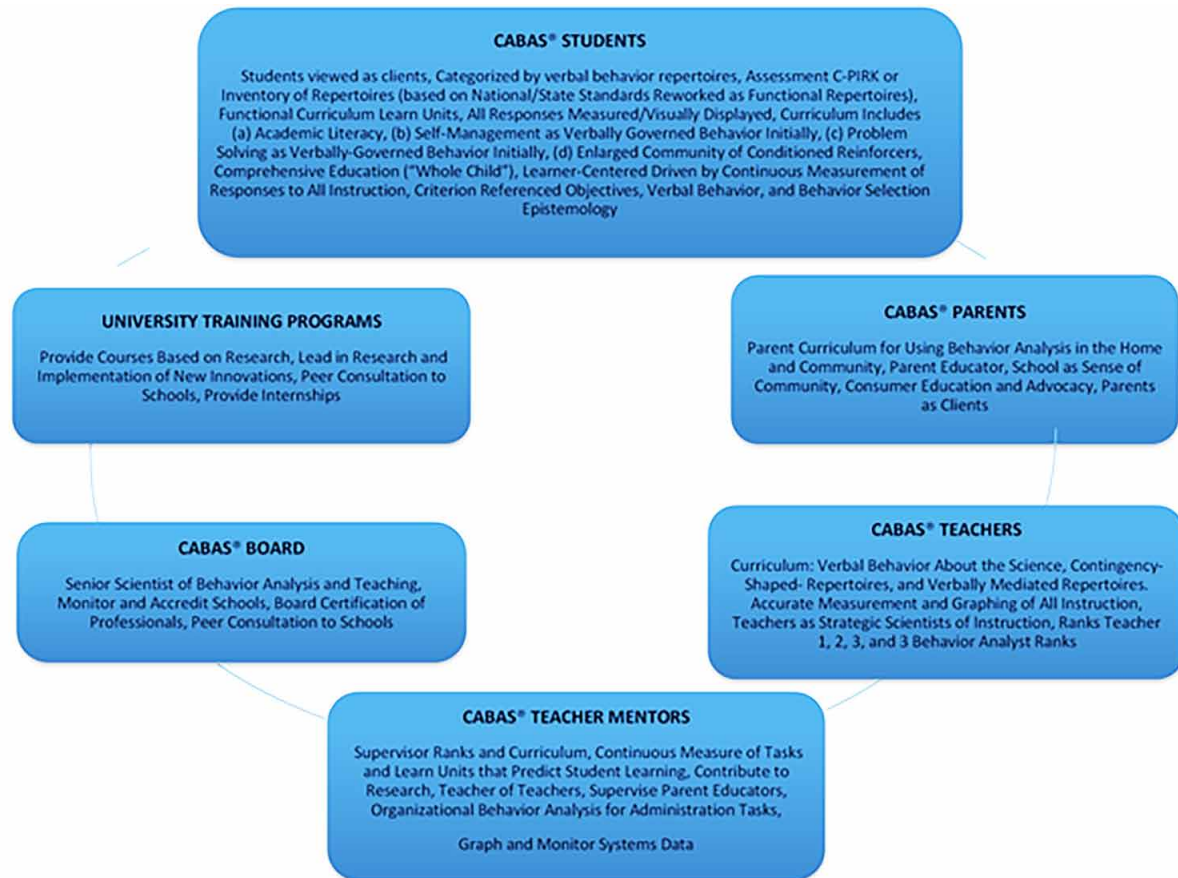 CABAS® STUDENTS
Students viewed as clients, Categorized by verbal behavior repertoires, Assessment C-PIRK or
Inventory of Repertoires (based on National/State Standards Reworked as Functional Repertoires),
Functional Curriculum Learn Units, All Responses Measured/Visually Displayed, Curriculum Includes
(a) Academic Literacy, (b) Self-Management as Verbally Governed Behavior Initially, (c) Problem
Solving as Verbally-Governed Behavior Initially, (d) Enlarged Community of Conditioned Reinforcers,
Comprehensive Education ("Whole Child"), Learner-Centered Driven by Continuous Measurement of
Responses to All Instruction, Criterion Referenced Objectives, Verbal Behavior, and Behavior Selection
Epistemology
UNIVERSITY TRAINING PROGRAMS
Provide Courses Based on Research, Lead in Research and
Implementation of New Innovations, Peer Consultation to
Schools, Provide Internships
CABAS® PARENTS
Parent Curriculum for Using Behavior Analysis in the Home
and Community, Parent Educator, School as Sense of
Community, Consumer Education and Advocacy, Parents
as Clients
CABAS® BOARD
Senior Scientist of Behavior Analysis and Teaching,
Monitor and Accredit Schools, Board Certification of
Professionals, Peer Consultation to Schools
CABAS® TEACHERS
Curriculum: Verbal Behavior About the Science, Contingency-
Shaped- Repertoires, and Verbally Mediated Repertoires.
Accurate Measurement and Graphing of All Instruction,
Teachers as Strategic Scientists of Instruction, Ranks Teacher
1, 2, 3, and 3 Behavior Analyst Ranks
CABAS® TEACHER MENTORS
Supervisor Ranks and Curriculum, Continuous Measure of Tasks
and Learn Units that Predict Student Learning, Contribute to
Research, Teacher of Teachers, Supervise Parent Educators,
Organizational Behavior Analysis for Administration Tasks,
Graph and Monitor Systems Data